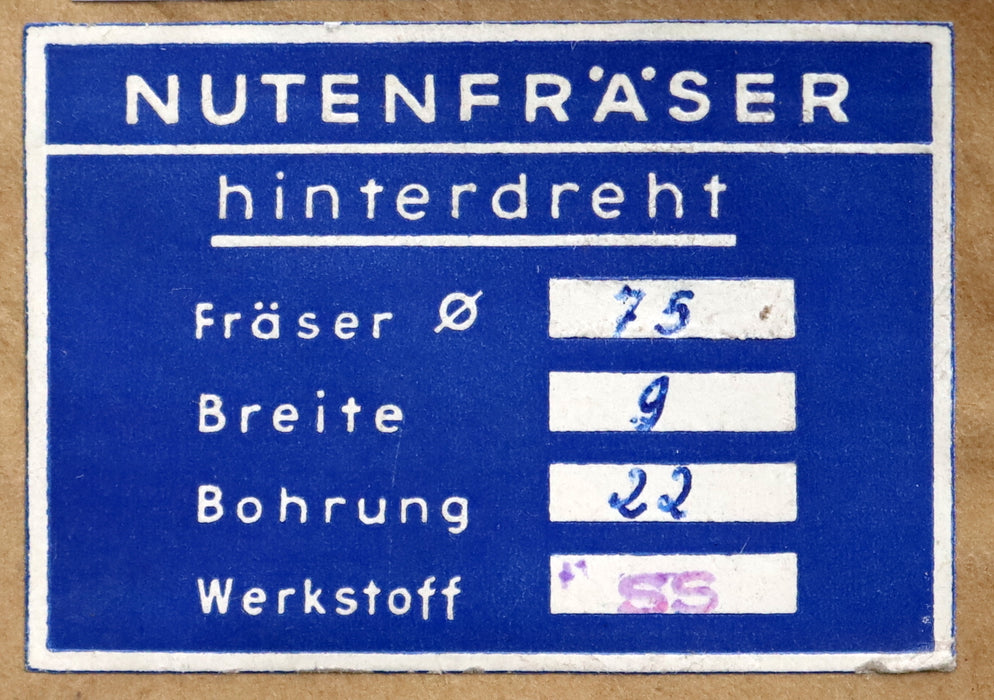 NUTENFRÄSER
hinterdreht
Fräser Ø 75
Breite 9
Bohrung 22
Werkstoff SS